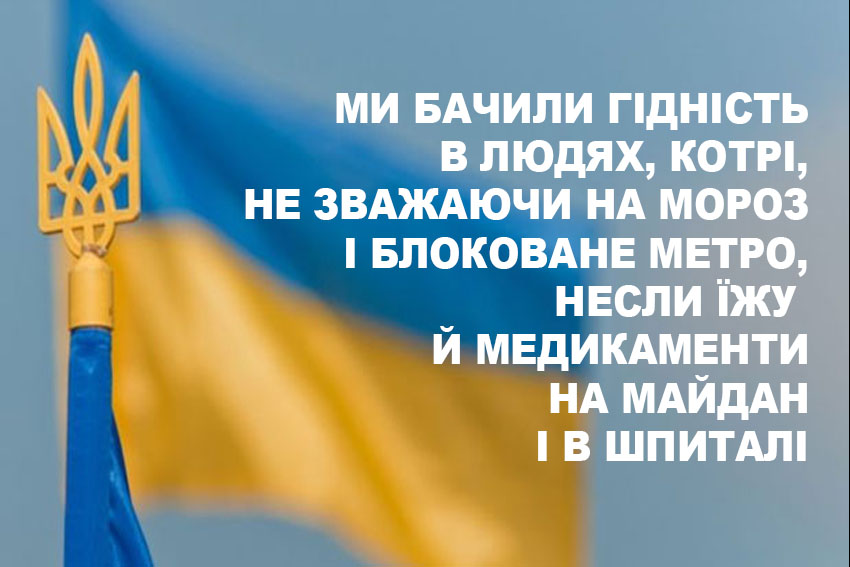 МИ БАЧИЛИ ГІДНІСТЬ
В ЛЮДЯХ, КОТРІ,
НЕ ЗВАЖАЮЧИ НА МОРОЗ
І БЛОКОВАНЕ МЕТРО,
НЕСЛИ ЇЖУ
Й МЕДИКАМЕНТИ
НА МАЙДАН
І В ШПИТАЛІ